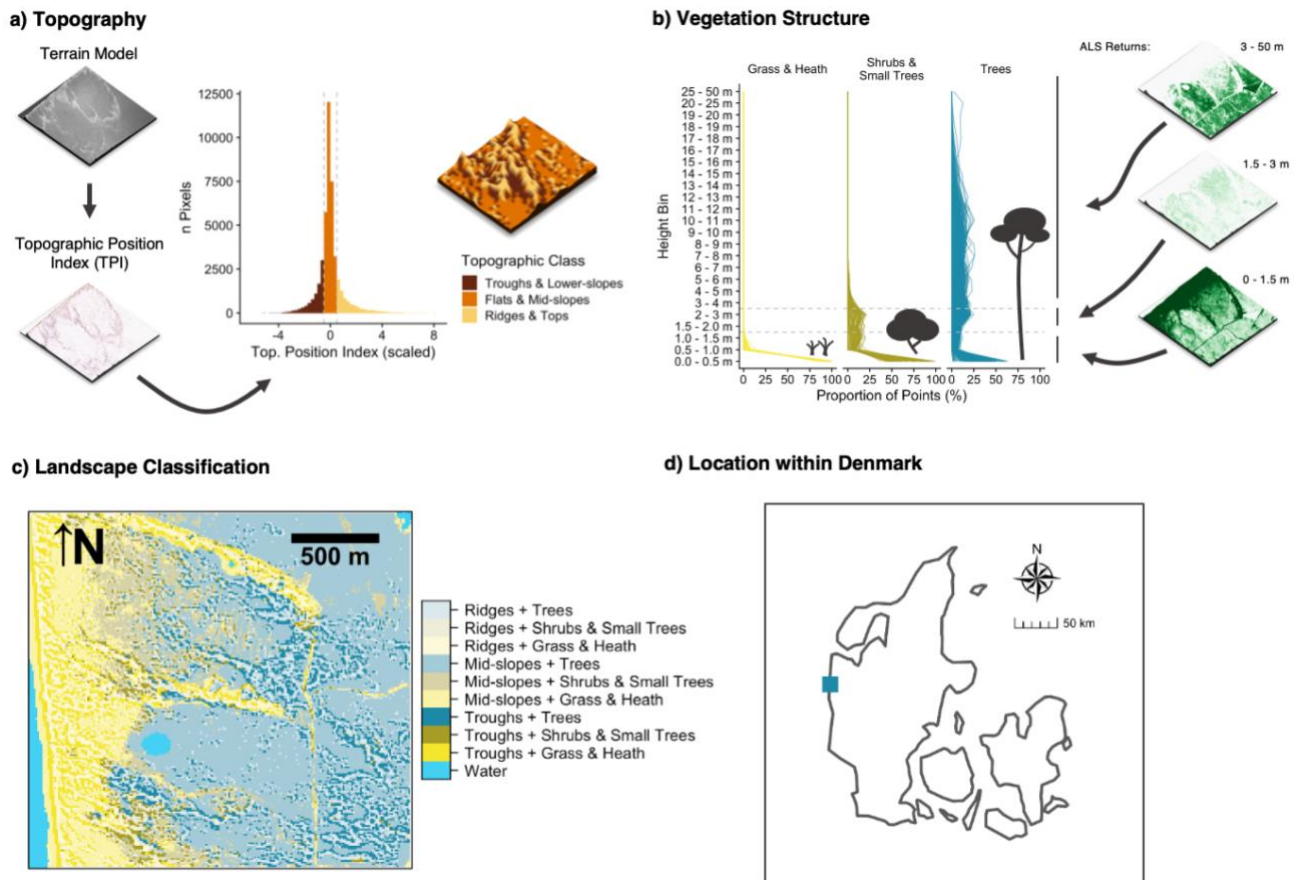 a) Topography
Terrain Model
Topographic Position
Index (TPI)
n Pixels
12500
10000
7500
5000
2500
0
-4
0
4
8
Top. Position Index (scaled)
Topographic Class
Troughs & Lower-slopes
Flats & Mid-slopes
Ridges & Tops
b) Vegetation Structure
ALS Returns:
3 - 50 m
1.5 - 3 m
0 - 1.5 m
Grass & Heath
Shrubs &
Small Trees
Trees
Height Bin
25 - 50 m
20 - 25 m
19 - 20 m
18 - 19 m
17 - 18 m
16 - 17 m
15 - 16 m
14 - 15 m
13 - 14 m
12 - 13 m
11 - 12 m
10 - 11 m
9 - 10 m
8 - 9 m
7 - 8 m
6 - 7 m
5 - 6 m
4 - 5 m
3 - 4 m
2 - 3 m
1.5 - 2.0 m
1.0 - 1.5 m
0.5 - 1.0 m
0.0 - 0.5 m
0 25 50 75 100
0 25 50 75 100
0 25 50 75 100
Proportion of Points (%)
c) Landscape Classification
↑N
500 m
Ridges + Trees
Ridges + Shrubs & Small Trees
Ridges + Grass & Heath
Mid-slopes + Trees
Mid-slopes + Shrubs & Small Trees
Mid-slopes + Grass & Heath
Troughs + Trees
Troughs + Shrubs & Small Trees
Troughs + Grass & Heath
Water
d) Location within Denmark
N
50 km